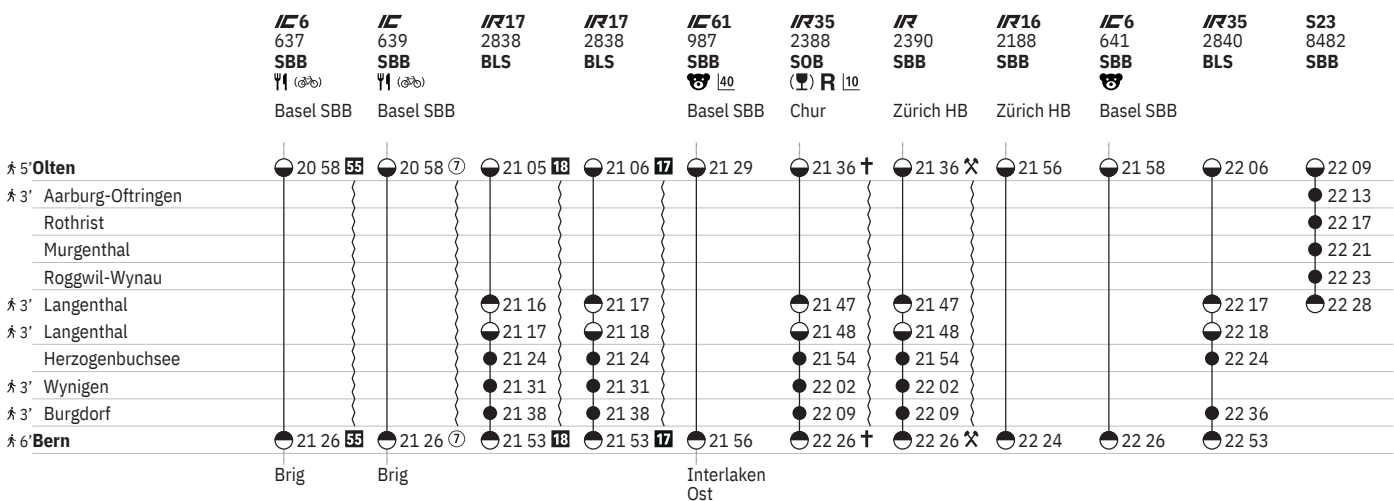 IC6 IC IR17 IR17 IC61 IR35 IR IR16 IC6 IR35 S23
637 639 2838 2838 987 2388 2390 2188 641 2840 8482
SBB SBB BLS BLS SBB SOB SBB SBB SBB BLS SBB
40 R 10
Basel SBB Basel SBB Basel SBB Chur Zürich HB Zürich HB Basel SBB
5' Olten 20 58 55 20 58 7 21 05 18 21 06 17 21 29 21 36 21 36 21 56 21 58 22 06 22 09
3' Aarburg-Oftringen 22 13
Rothrist 22 17
Murgenthal 22 21
Roggwil-Wynau 22 23
3' Langenthal 21 16 21 17 21 47 21 47 22 17 22 28
3' Langenthal 21 17 21 18 21 48 21 48 22 18
Herzogenbuchsee 21 24 21 24 21 54 21 54 22 24
3' Wynigen 21 31 21 31 22 02 22 02
3' Burgdorf 21 38 21 38 22 09 22 09 22 36
6' Bern 21 26 55 21 26 7 21 53 18 21 53 17 21 56 22 26 22 26 22 24 22 26 22 53
Brig Brig Interlaken
Ost